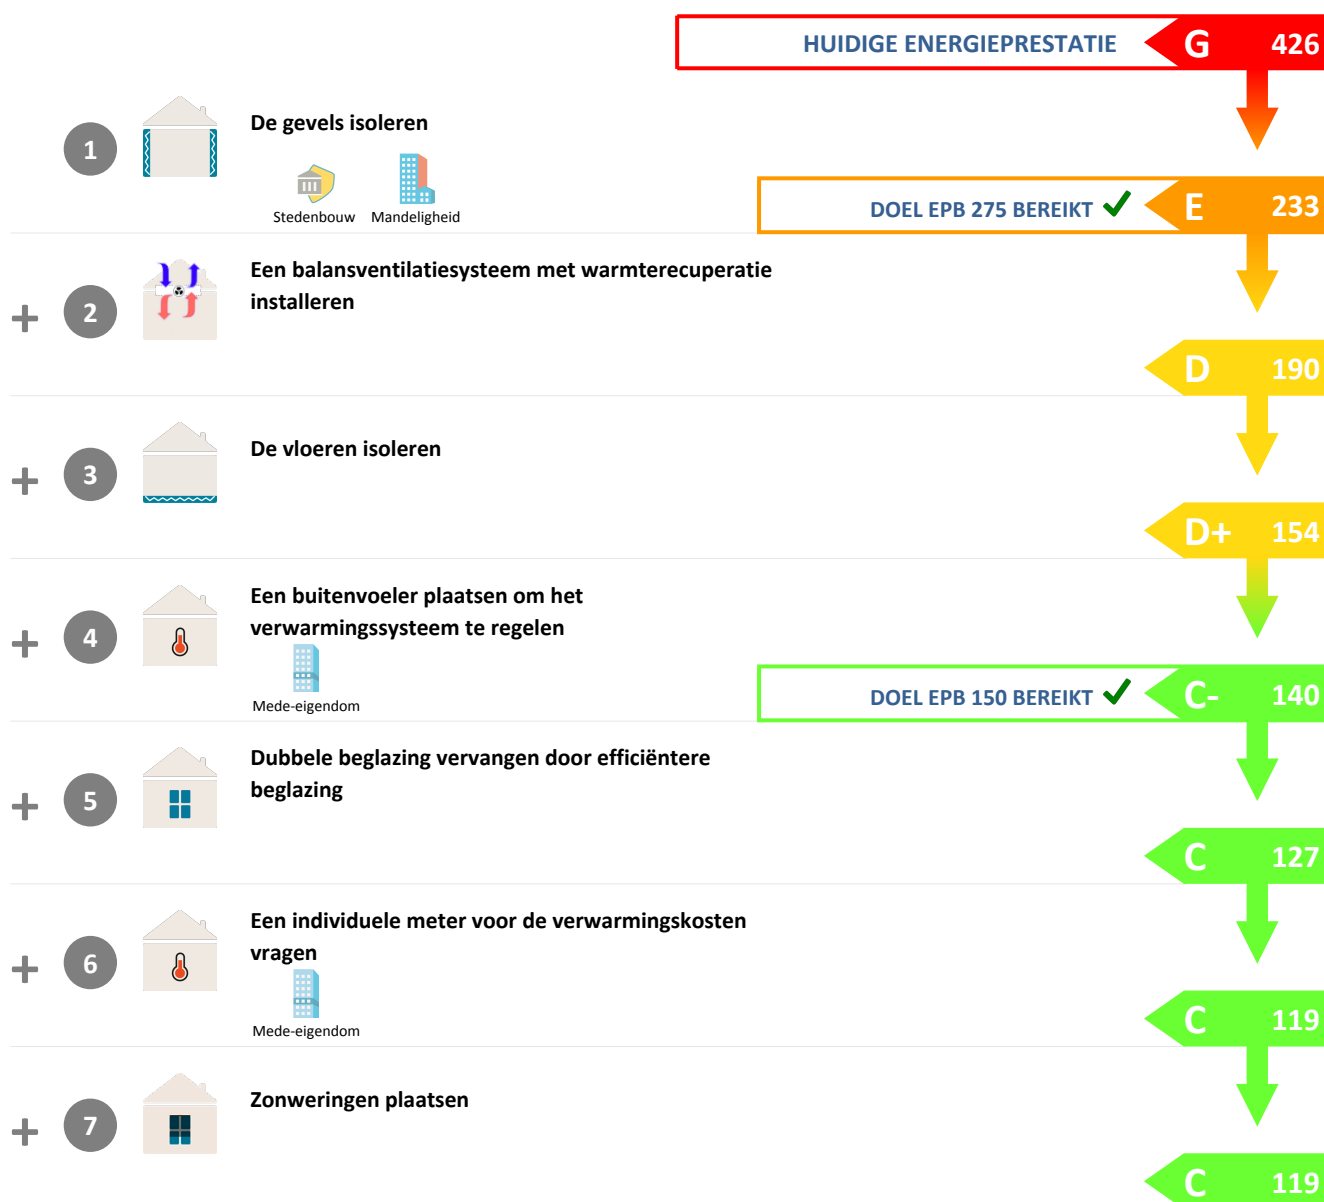 HUIDIGE ENERGIEPRESTATIE G 426
1 De gevels isoleren
Stedenbouw Mandeligheid
DOEL EPB 275 BEREIKT E 233
+ 2 Een balansventilatiesysteem met warmterecuperatie
installeren
D 190
+ 3 De vloeren isoleren
D+ 154
+ 4 Een buitenvoeler plaatsen om het
verwarmingssysteem te regelen
Mede-eigendom
DOEL EPB 150 BEREIKT C- 140
+ 5 Dubbele beglazing vervangen door efficiëntere
beglazing
C 127
+ 6 Een individuele meter voor de verwarmingskosten
vragen
Mede-eigendom
C 119
+ 7 Zonweringen plaatsen
C 119